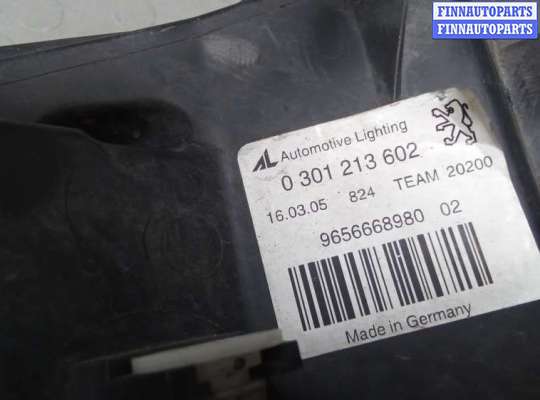 FINNAUTOPARTS
FINNAUTOPARTS
AL Automotive Lighting
0 301 213 602
16.03.05 824 TEAM 20200
9656668980 02
Made in Germany